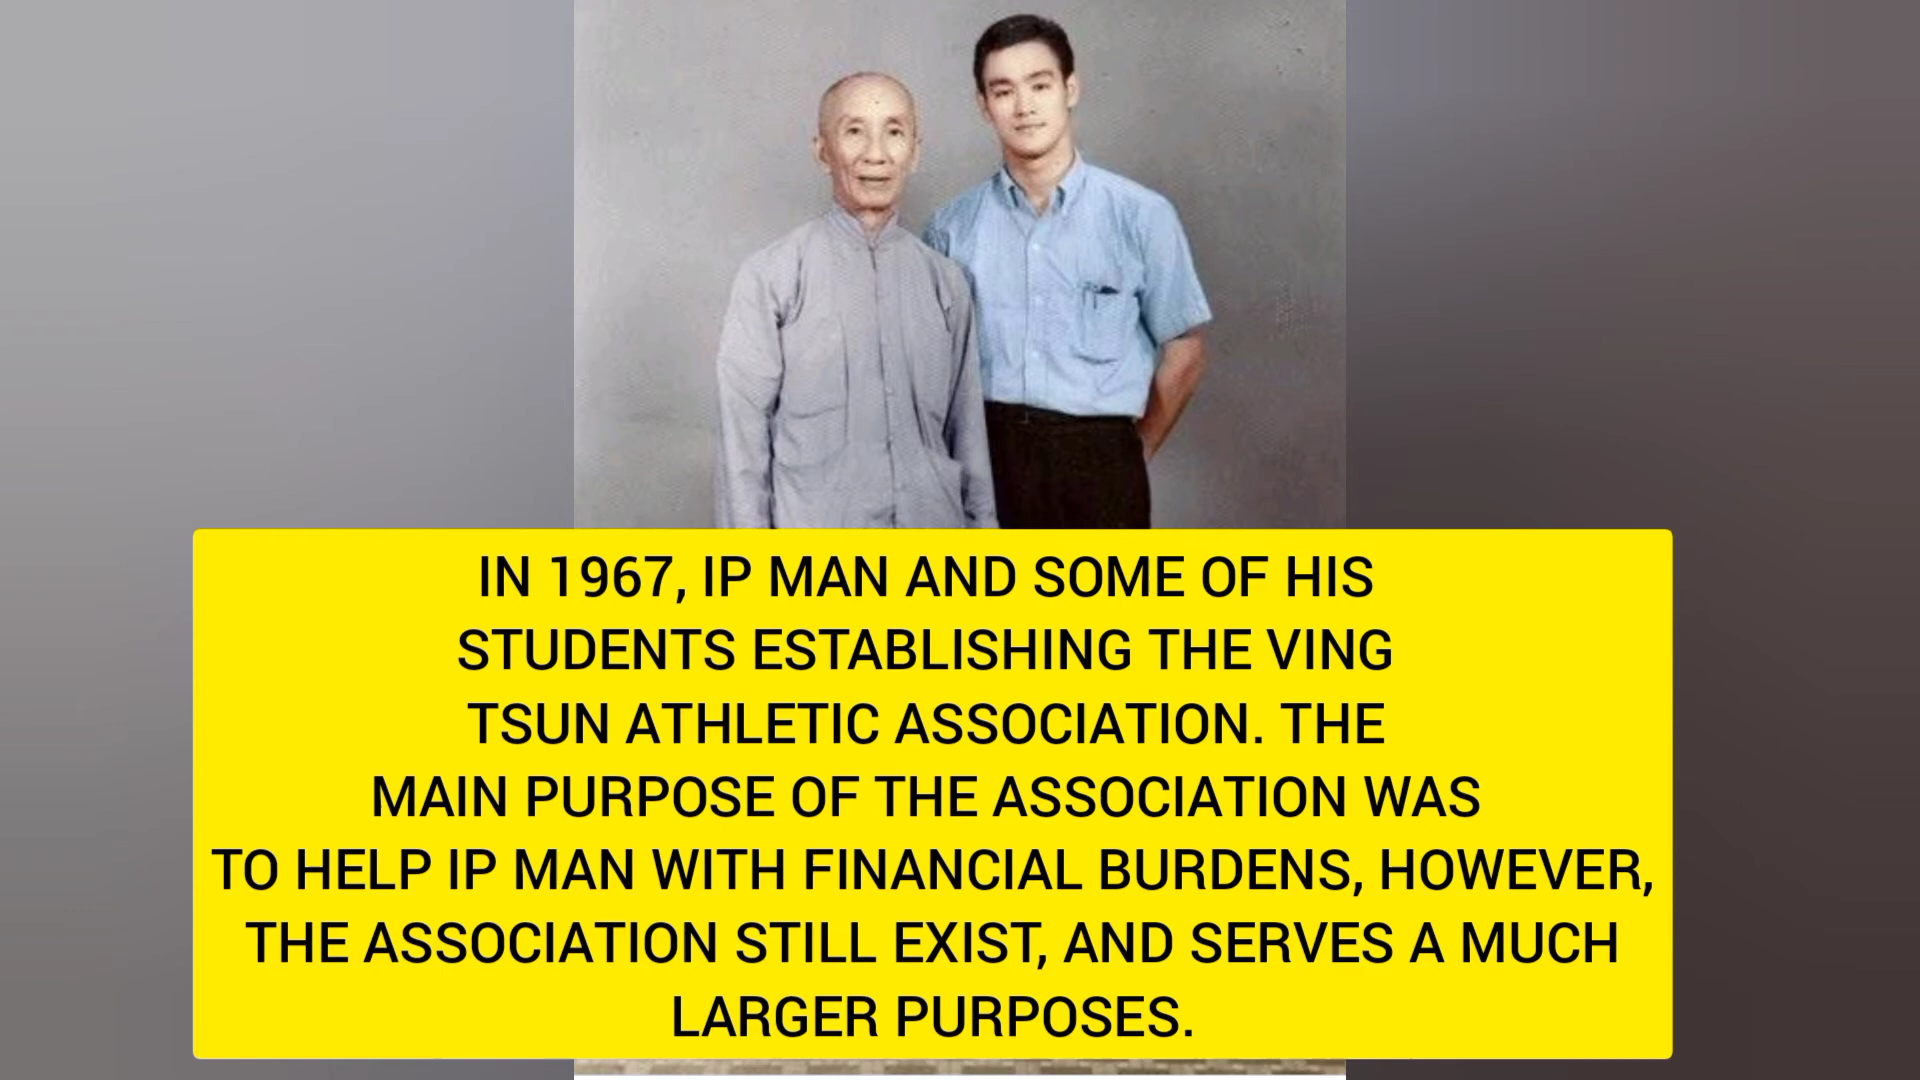 IN 1967, IP MAN AND SOME OF HIS
STUDENTS ESTABLISHING THE VING
TSUN ATHLETIC ASSOCIATION. THE
MAIN PURPOSE OF THE ASSOCIATION WAS
TO HELP IP MAN WITH FINANCIAL BURDENS, HOWEVER,
THE ASSOCIATION STILL EXIST, AND SERVES A MUCH
LARGER PURPOSES.